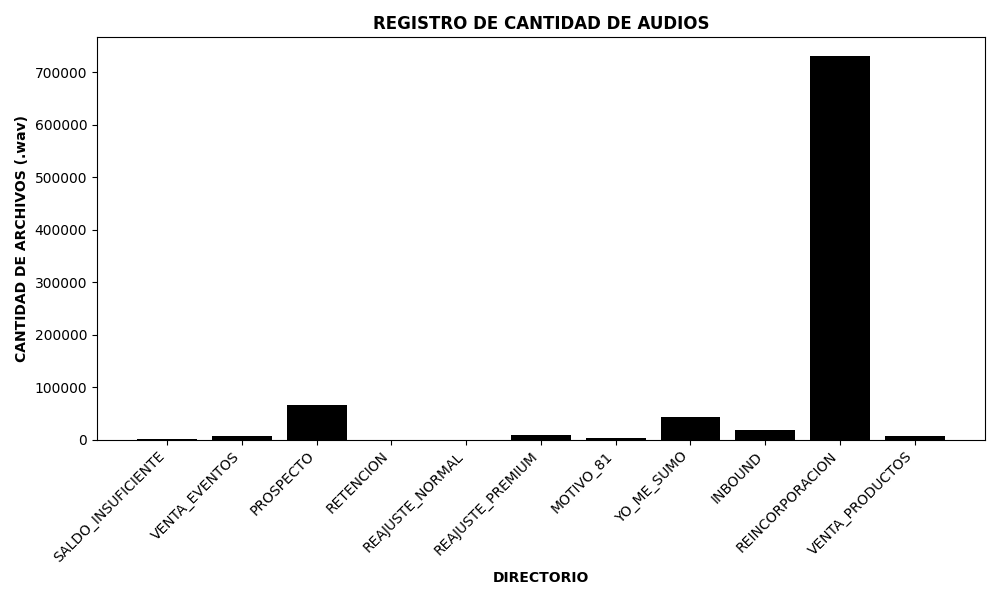 REGISTRO DE CANTIDAD DE AUDIOS
CANTIDAD DE ARCHIVOS (.wav)
700000
600000
500000
400000
300000
200000
100000
0
SALDO_INSUFICIENTE
VENTA_EVENTOS
PROSPECTO
RETENCION
REAJUSTE_NORMAL
REAJUSTE_PREMIUM
MOTIVO_81
YO_ME_SUMO
INBOUND
REINCORPORACION
VENTA_PRODUCTOS
DIRECTORIO